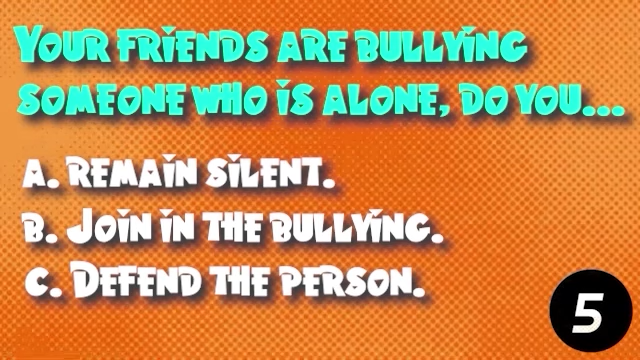 Your friends are bullying
someone who is alone, do you...
A. Remain silent.
B. Join in the bullying.
C. Defend the person.
5